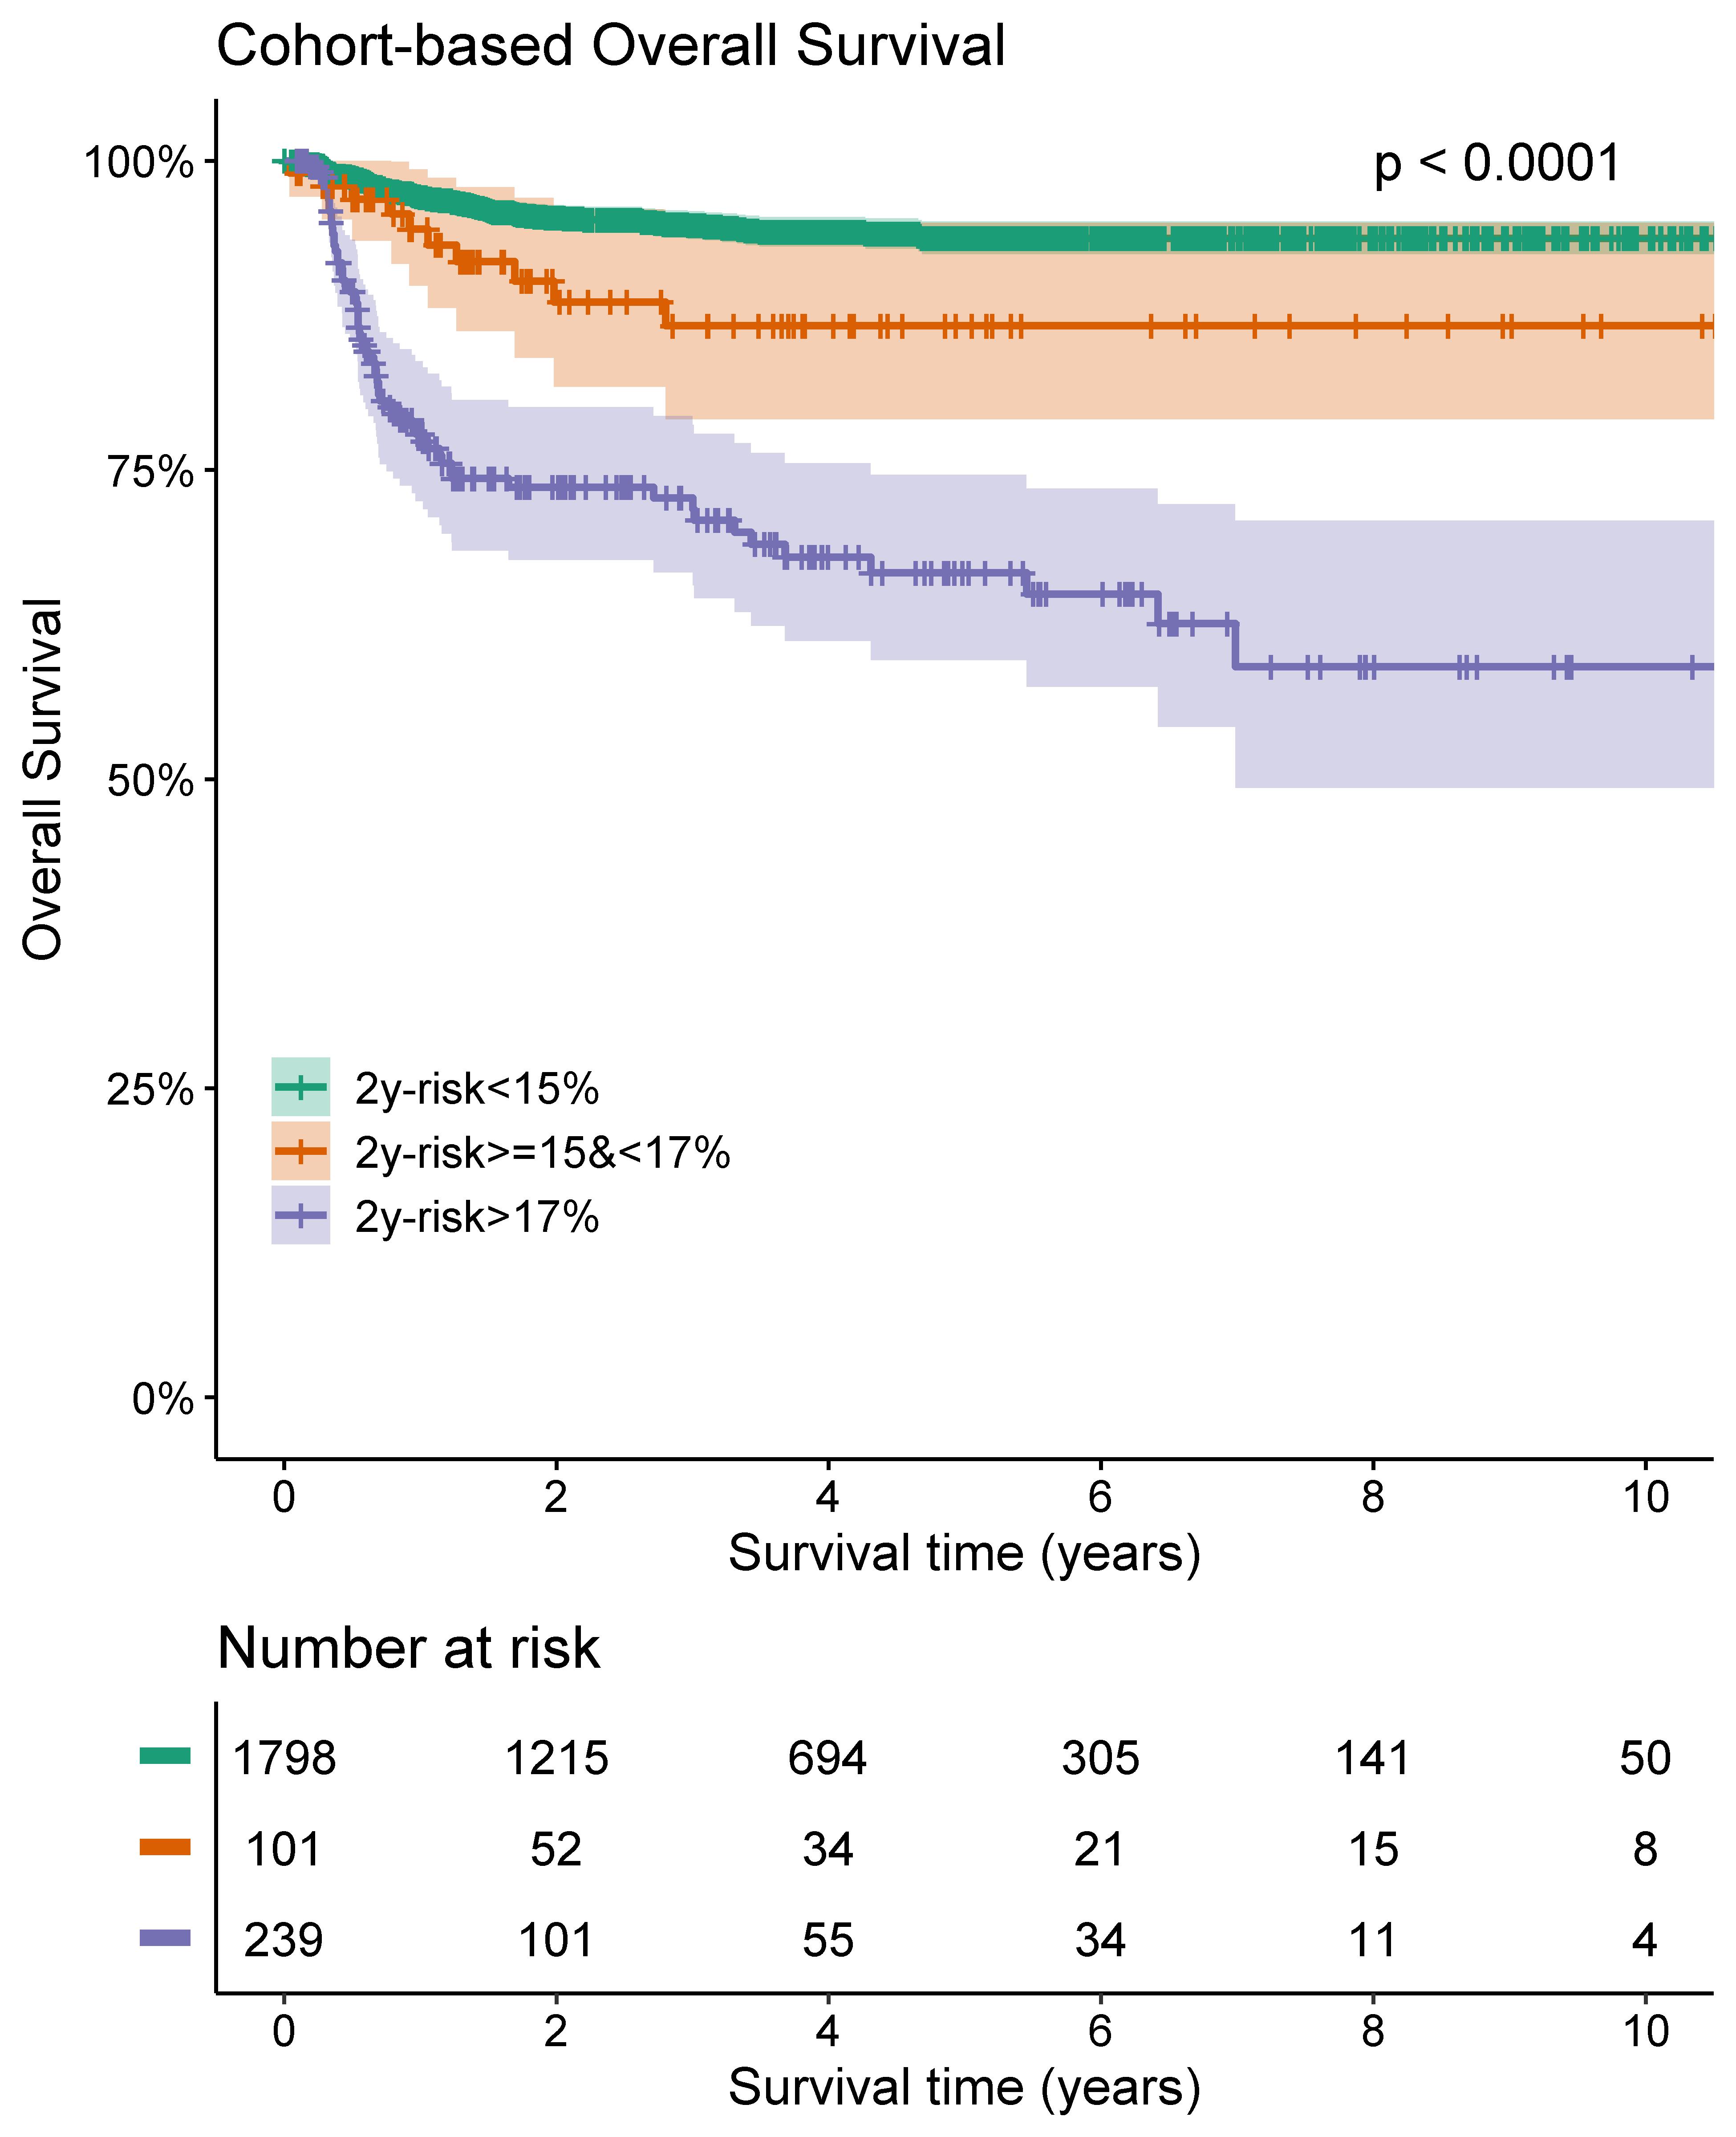 Cohort-based Overall Survival
p < 0.0001
100%
75%
50%
25%
0%
Overall Survival
2y-risk<15%
2y-risk>=15&<17%
2y-risk>17%
0 2 4 6 8 10
Survival time (years)
Number at risk
1798 1215 694 305 141 50
101 52 34 21 15 8
239 101 55 34 11 4
0 2 4 6 8 10
Survival time (years)